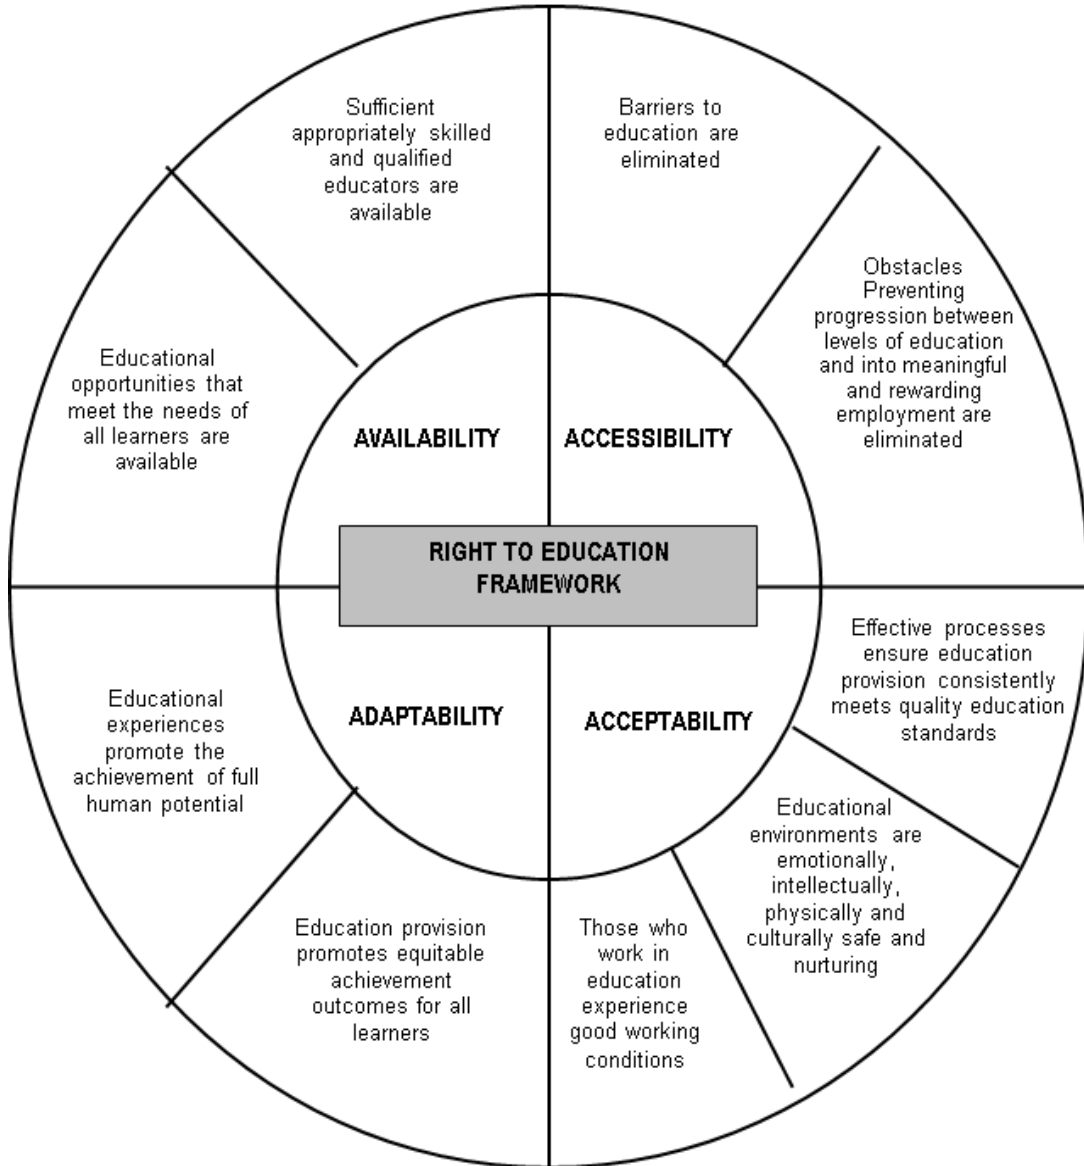 Sufficient
appropriately skilled
and qualified
educators are
available
Barriers to
education are
eliminated
Obstacles
Preventing
progression between
levels of education
and into meaningful
and rewarding
employment are
eliminated
Educational
opportunities that
meet the needs of
all learners are
available
AVAILABILITY
ACCESSIBILITY
RIGHT TO EDUCATION
FRAMEWORK
ADAPTABILITY
ACCEPTABILITY
Effective processes
ensure education
provision consistently
meets quality education
standards
Educational
experiences
promote the
achievement of full
human potential
Educational
environments are
emotionally,
intellectually,
physically and
culturally safe and
nurturing
Education provision
promotes equitable
achievement
outcomes for all
learners
Those who
work in
education
experience
good working
conditions